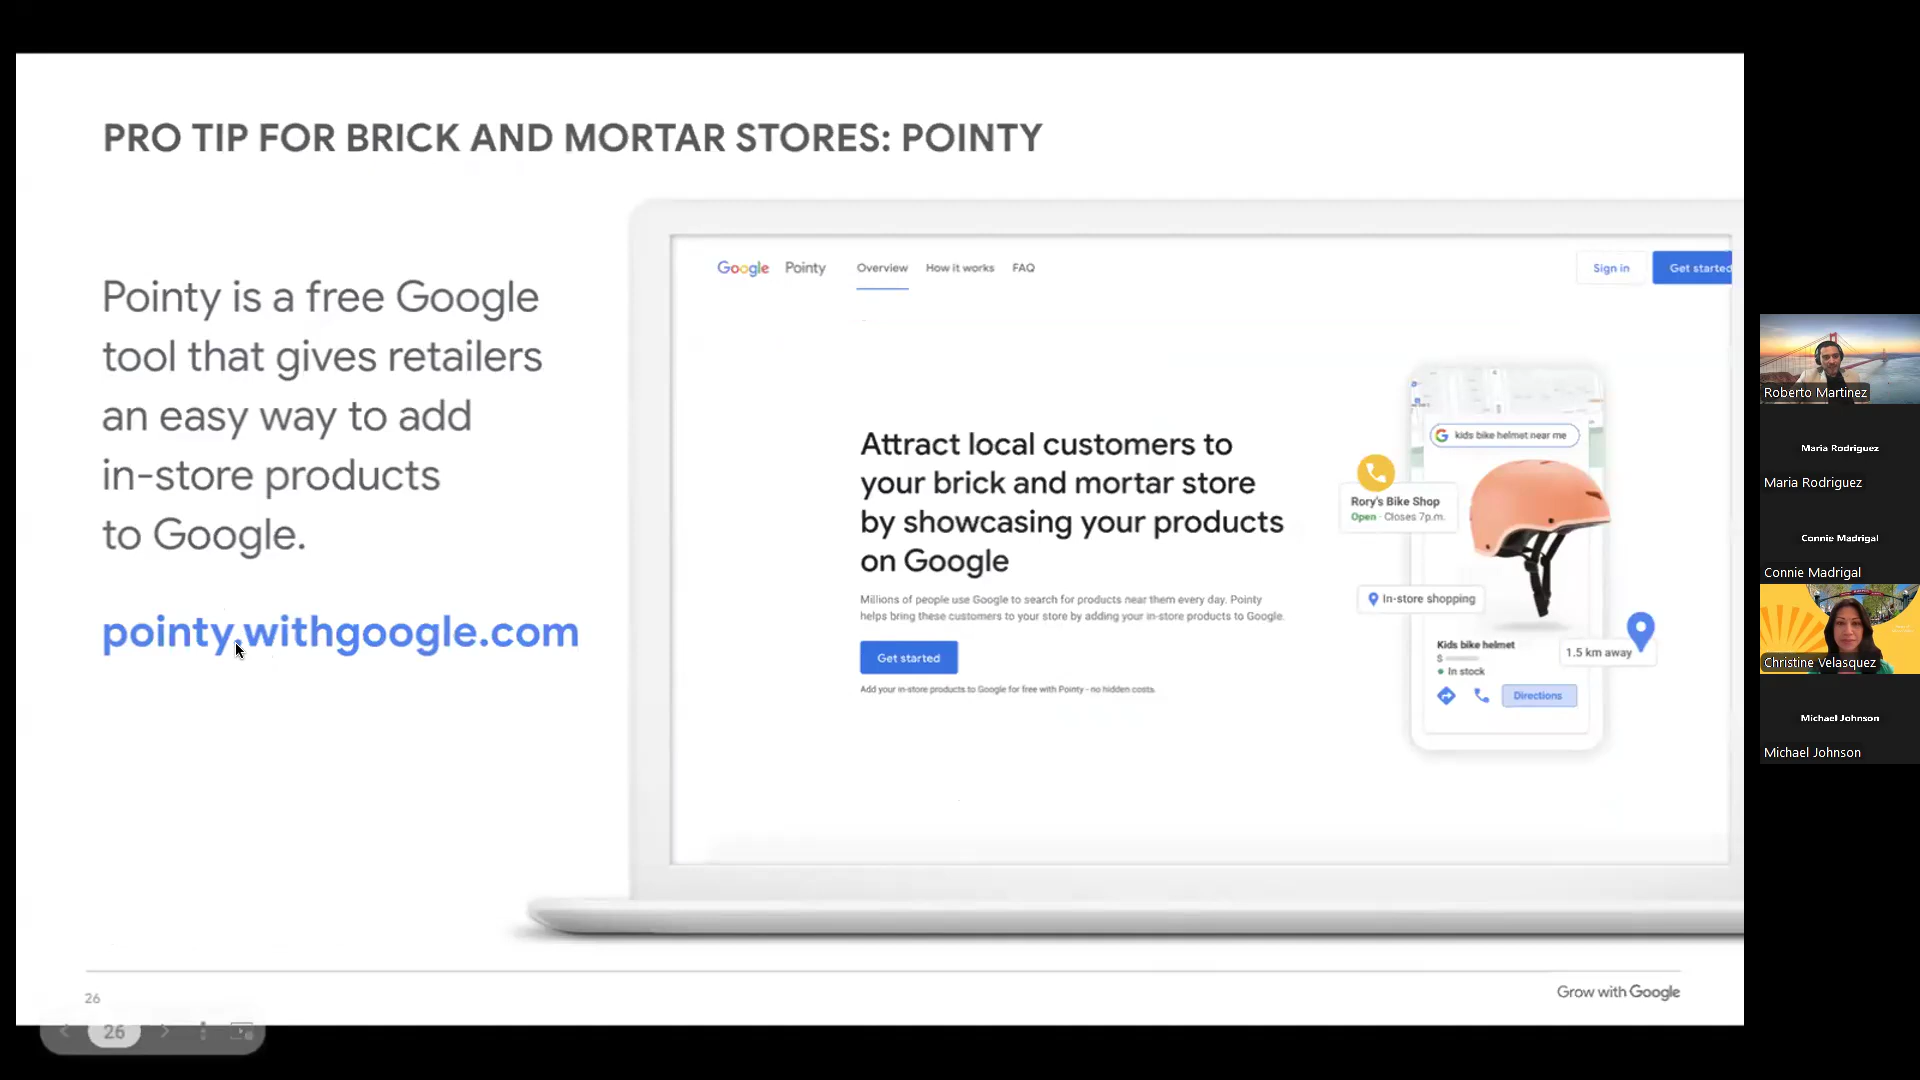 PRO TIP FOR BRICK AND MORTAR STORES: POINTY
Pointy is a free Google
tool that gives retailers
an easy way to add
in-store products
to Google.
pointy.withgoogle.com
Google Pointy Overview How it works FAQ Sign in Get started
Attract local customers to
your brick and mortar store
by showcasing your products
on Google
Millions of people use Google to search for products near them every day. Pointy
helps bring these customers to your store by adding your in-store products to Google.
Get started
Add your in-store products to Google for free with Pointy - no hidden costs.
kids bike helmet near me
Rory's Bike Shop
Open · Closes 7p.m.
In-store shopping
Kids bike helmet
$
In stock
1.5 km away
Directions
26
Grow with Google
26
Roberto Martinez
Maria Rodriguez
Maria Rodriguez
Connie Madrigal
Connie Madrigal
Christine Velasquez
Michael Johnson
Michael Johnson